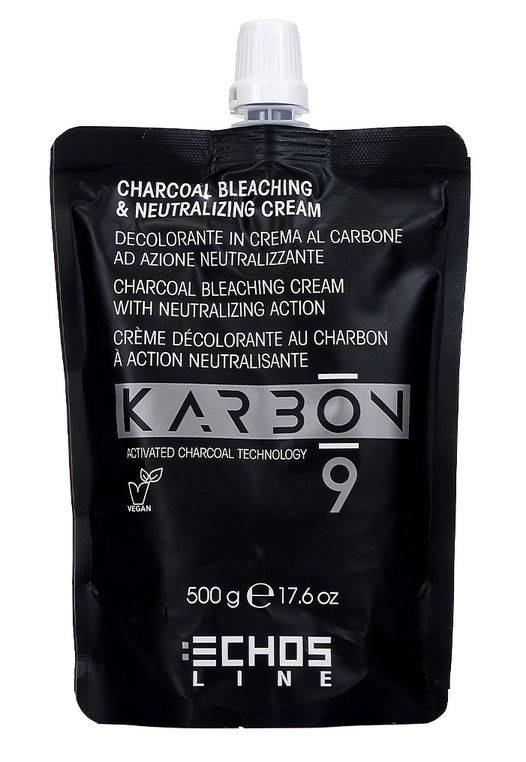 CHARCOAL BLEACHING
& NEUTRALIZING CREAM
DECOLORANTE IN CREMA AL CARBONE
AD AZIONE NEUTRALIZZANTE
CHARCOAL BLEACHING CREAM
WITH NEUTRALIZING ACTION
CRÈME DÉCOLORANTE AU CHARBON
À ACTION NEUTRALISANTE
KARBON
9
ACTIVATED CHARCOAL TECHNOLOGY
VEGAN
500 g ℮ 17.6 oz
ECHOS
LINE